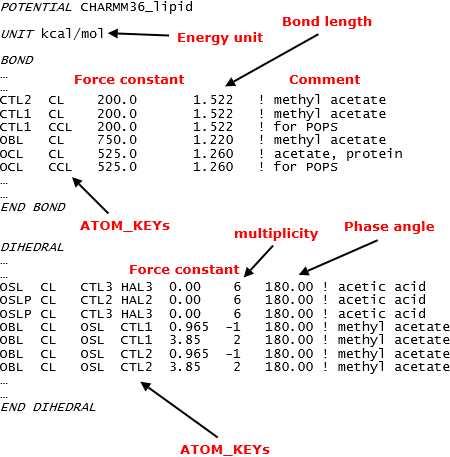 POTENTIAL CHARMM36_lipid
UNIT kcal/mol
Energy unit
Bond length
BOND
…
…
Force constant
Comment
CTL2 CL 200.0 1.522 ! methyl acetate
CTL1 CL 200.0 1.522 ! methyl acetate
CTL1 CCL 200.0 1.522 ! for POPS
OBL CL 750.0 1.220 ! methyl acetate
OCL CL 525.0 1.260 ! acetate, protein
OCL CCL 525.0 1.260 ! for POPS
…
…
END BOND
ATOM_KEYs
multiplicity
Phase angle
DIHEDRAL
…
…
Force constant
OSL CL CTL3 HAL3 0.00 6 180.00 ! acetic acid
OSLP CL CTL2 HAL2 0.00 6 180.00 ! acetic acid
OSLP CL CTL3 HAL3 0.00 6 180.00 ! acetic acid
OBL CL OSL CTL1 0.965 -1 180.00 ! methyl acetate
OBL CL OSL CTL1 3.85 2 180.00 ! methyl acetate
OBL CL OSL CTL2 0.965 -1 180.00 ! methyl acetate
OBL CL OSL CTL2 3.85 2 180.00 ! methyl acetate
…
…
END DIHEDRAL
ATOM_KEYs